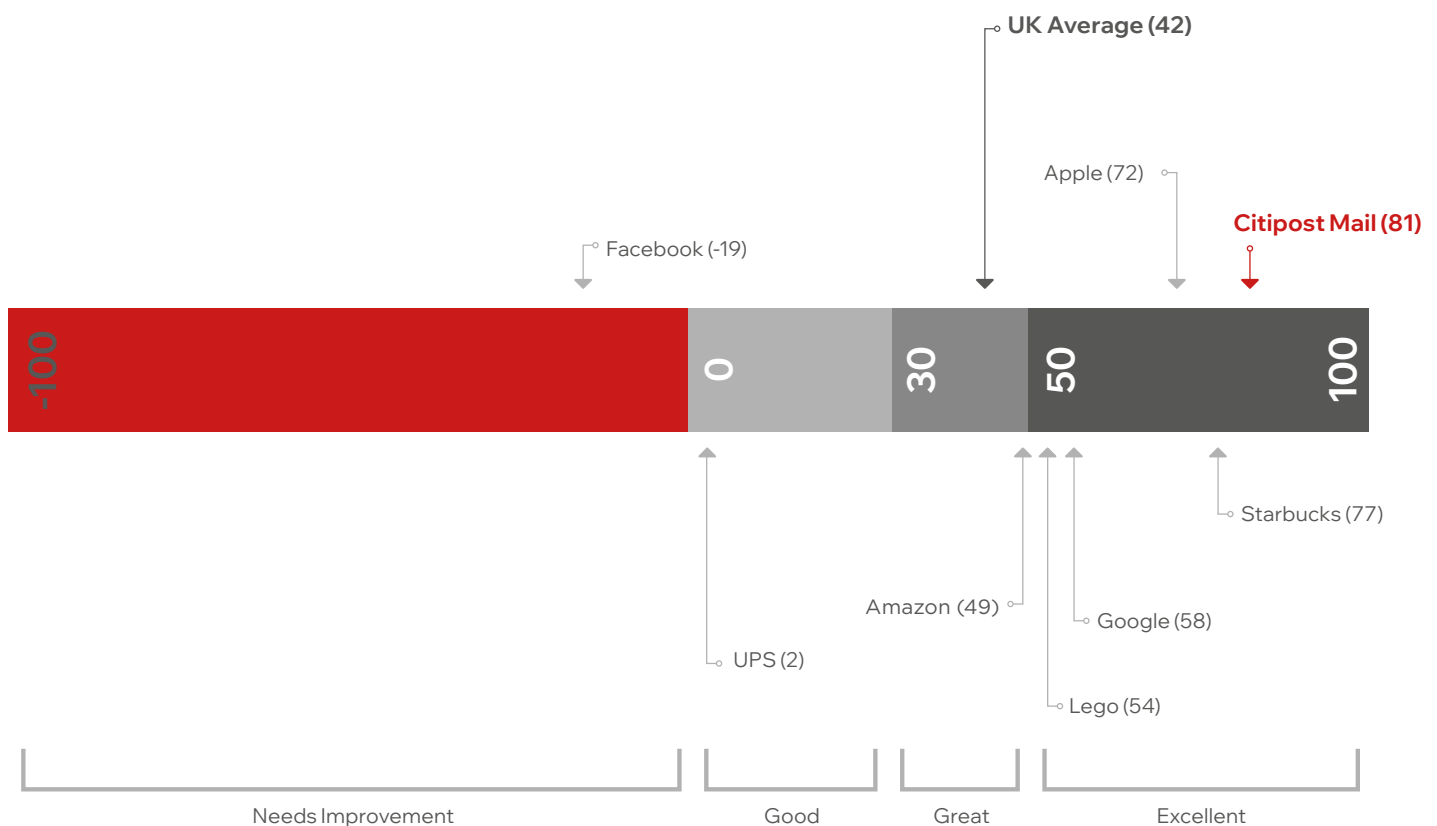 UK Average (42)
Apple (72)
Citipost Mail (81)
Facebook (-19)
-100
0
30
50
100
Starbucks (77)
Amazon (49)
Google (58)
UPS (2)
Lego (54)
Needs Improvement
Good
Great
Excellent